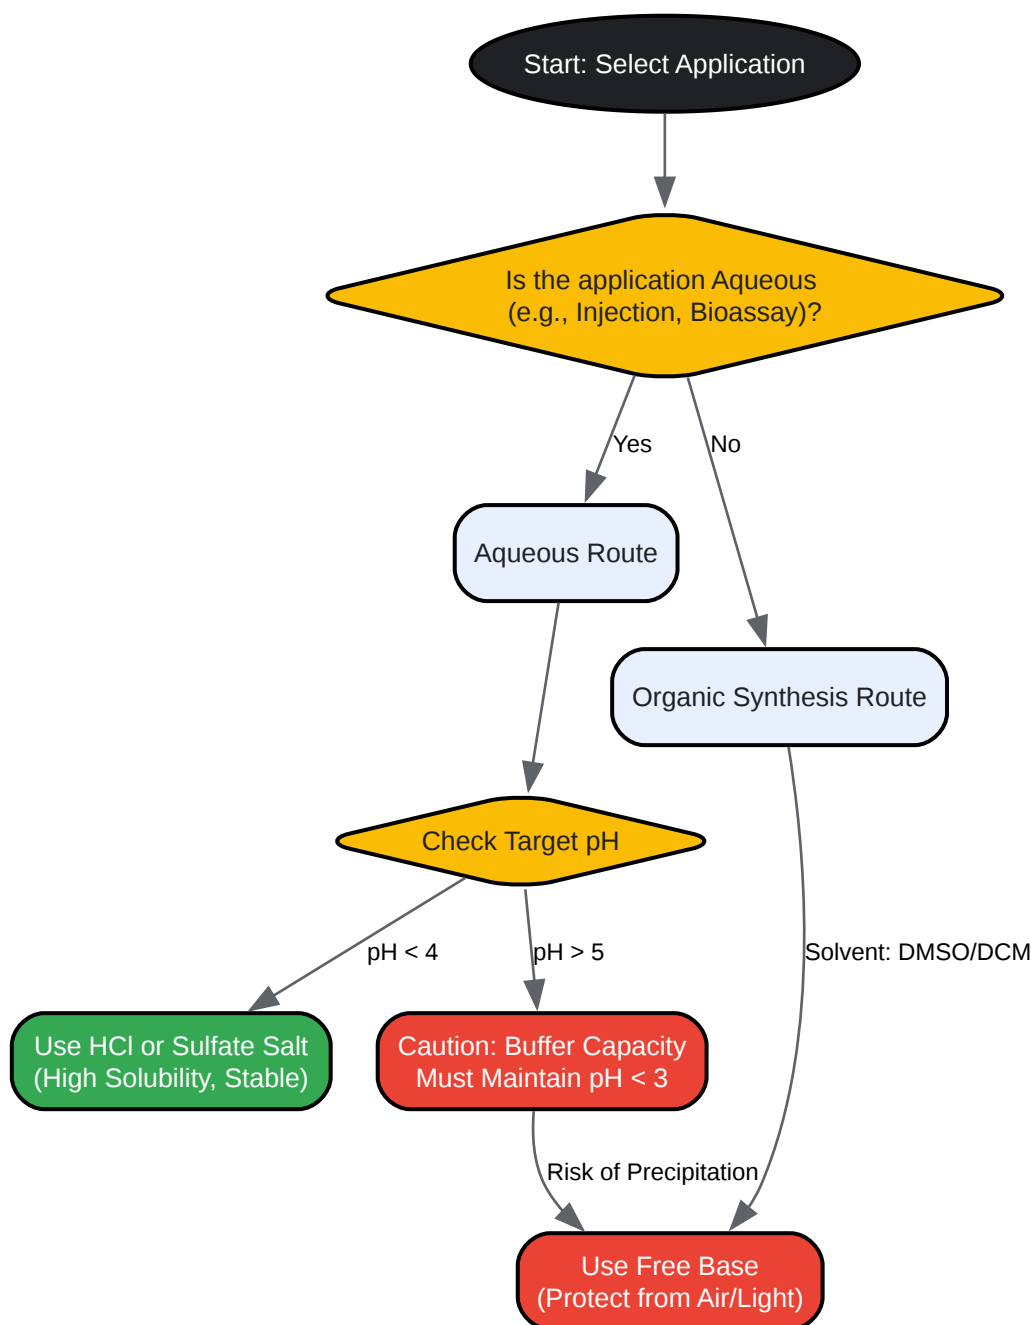 Start: Select Application
Is the application Aqueous
(e.g., Injection, Bioassay)?
Yes
No
Aqueous Route
Organic Synthesis Route
Check Target pH
pH < 4
pH > 5
Solvent: DMSO/DCM
Use HCl or Sulfate Salt
(High Solubility, Stable)
Caution: Buffer Capacity
Must Maintain pH < 3
Risk of Precipitation
Use Free Base
(Protect from Air/Light)